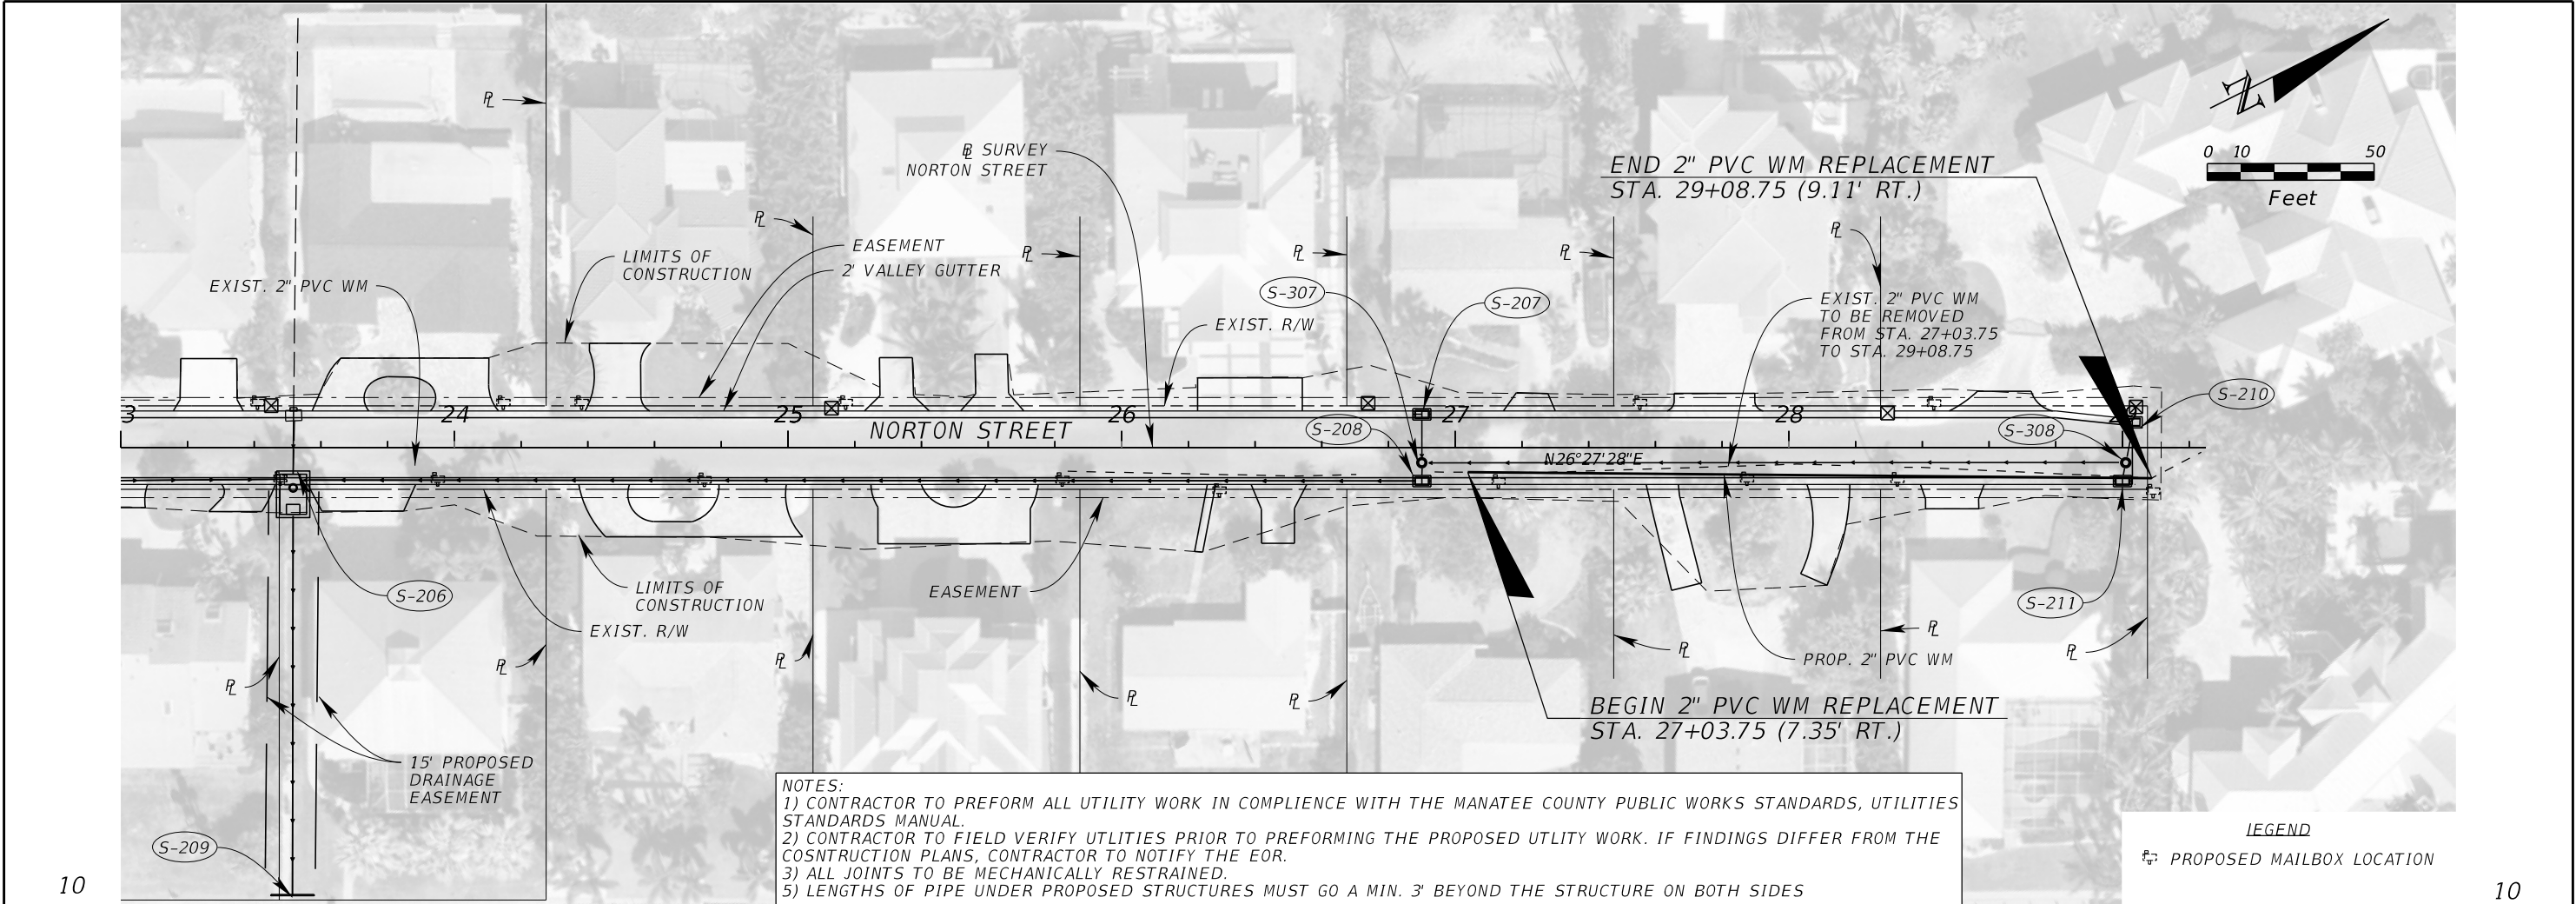 END 2" PVC WM REPLACEMENT
STA. 29+08.75 (9.11' RT.)
N
0 10 50
Feet
PL
B SURVEY
NORTON STREET
PL
EASEMENT
2' VALLEY GUTTER
LIMITS OF
CONSTRUCTION
EXIST. 2" PVC WM
PL
PL
PL
PL
S-307
S-207
EXIST. R/W
EXIST. 2" PVC WM
TO BE REMOVED
FROM STA. 27+03.75
TO STA. 29+08.75
S-210
3
24
25
26
27
28
NORTON STREET
S-208
S-308
N26°27'28"E
S-206
LIMITS OF
CONSTRUCTION
EXIST. R/W
EASEMENT
S-211
PL
PL
PL
PL
PL
PL
PL
PL
PROP. 2" PVC WM
BEGIN 2" PVC WM REPLACEMENT
STA. 27+03.75 (7.35' RT.)
15' PROPOSED
DRAINAGE
EASEMENT
S-209
NOTES:
1) CONTRACTOR TO PREFORM ALL UTILITY WORK IN COMPLIENCE WITH THE MANATEE COUNTY PUBLIC WORKS STANDARDS, UTILITIES
STANDARDS MANUAL.
2) CONTRACTOR TO FIELD VERIFY UTLITIES PRIOR TO PREFORMING THE PROPOSED UTLITY WORK. IF FINDINGS DIFFER FROM THE
COSNTRUCTION PLANS, CONTRACTOR TO NOTIFY THE EOR.
3) ALL JOINTS TO BE MECHANICALLY RESTRAINED.
5) LENGTHS OF PIPE UNDER PROPOSED STRUCTURES MUST GO A MIN. 3' BEYOND THE STRUCTURE ON BOTH SIDES
LEGEND
PROPOSED MAILBOX LOCATION
10
10